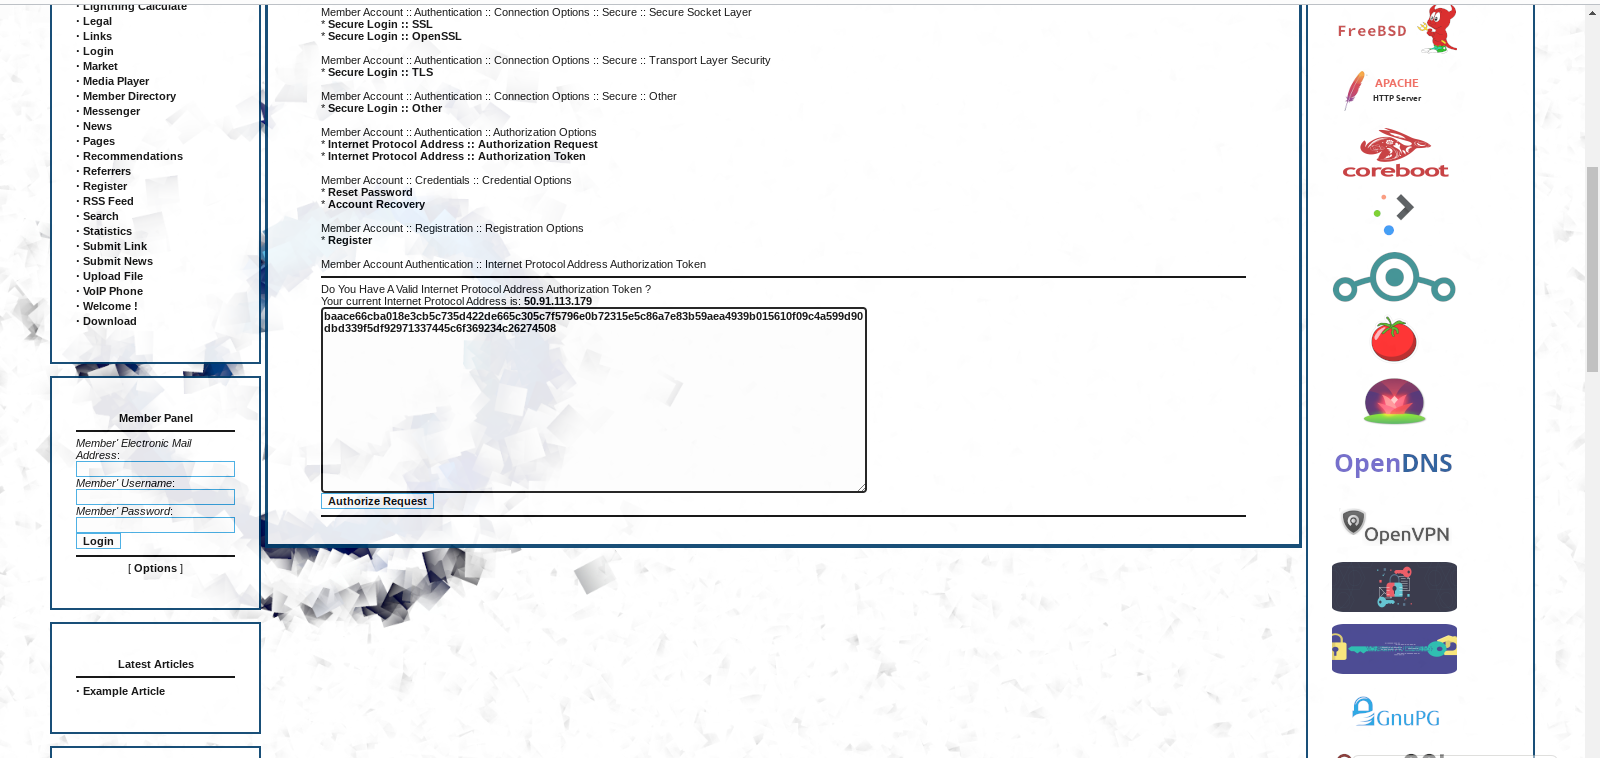 · Lightning Calculate
· Legal
· Links
· Login
· Market
· Media Player
· Member Directory
· Messenger
· News
· Pages
· Recommendations
· Referrers
· Register
· RSS Feed
· Search
· Statistics
· Submit Link
· Submit News
· Upload File
· VoIP Phone
· Welcome !
· Download
Member Panel
Member' Electronic Mail
Address:
Member' Username:
Member' Password:
Login
[ Options ]
Latest Articles
· Example Article
Member Account :: Authentication :: Connection Options :: Secure :: Secure Socket Layer
* Secure Login :: SSL
* Secure Login :: OpenSSL
Member Account :: Authentication :: Connection Options :: Secure :: Transport Layer Security
* Secure Login :: TLS
Member Account :: Authentication :: Connection Options :: Secure :: Other
* Secure Login :: Other
Member Account :: Authentication :: Authorization Options
* Internet Protocol Address :: Authorization Request
* Internet Protocol Address :: Authorization Token
Member Account :: Credentials :: Credential Options
* Reset Password
* Account Recovery
Member Account :: Registration :: Registration Options
* Register
Member Account Authentication :: Internet Protocol Address Authorization Token
Do You Have A Valid Internet Protocol Address Authorization Token ?
Your current Internet Protocol Address is: 50.91.113.179
baace66cba018e3cb5c735d422de665c305c7f5796e0b72315e5c86a7e83b59aea4939b015610f09c4a599d90
dbd339f5df92971337445c6f369234c26274508
Authorize Request
FreeBSD
APACHE
HTTP Server
coreboot
OpenDNS
OpenVPN
GnuPG